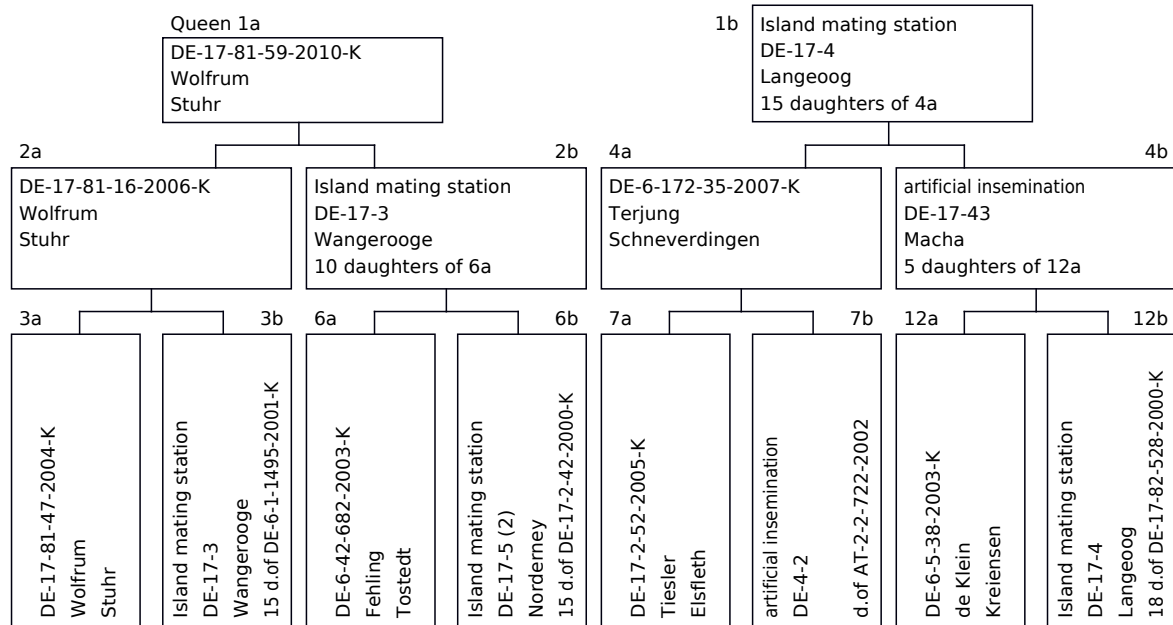 Queen 1a
DE-17-81-59-2010-K
Wolfrum
Stuhr
1b
Island mating station
DE-17-4
Langeoog
15 daughters of 4a
2a
DE-17-81-16-2006-K
Wolfrum
Stuhr
2b
Island mating station
DE-17-3
Wangerooge
10 daughters of 6a
4a
DE-6-172-35-2007-K
Terjung
Schneverdingen
4b
artificial insemination
DE-17-43
Macha
5 daughters of 12a
3a
DE-17-81-47-2004-K
Wolfrum
Stuhr
3b
Island mating station
DE-17-3
Wangerooge
15 d.of DE-6-1-1495-2001-K
6a
DE-6-42-682-2003-K
Fehling
Tostedt
6b
Island mating station
DE-17-5 (2)
Norderney
15 d.of DE-17-2-42-2000-K
7a
DE-17-2-52-2005-K
Tiesler
Elsfleth
7b
artificial insemination
DE-4-2
d.of AT-2-2-722-2002
12a
DE-6-5-38-2003-K
de Klein
Kreiensen
12b
Island mating station
DE-17-4
Langeoog
18 d.of DE-17-82-528-2000-K